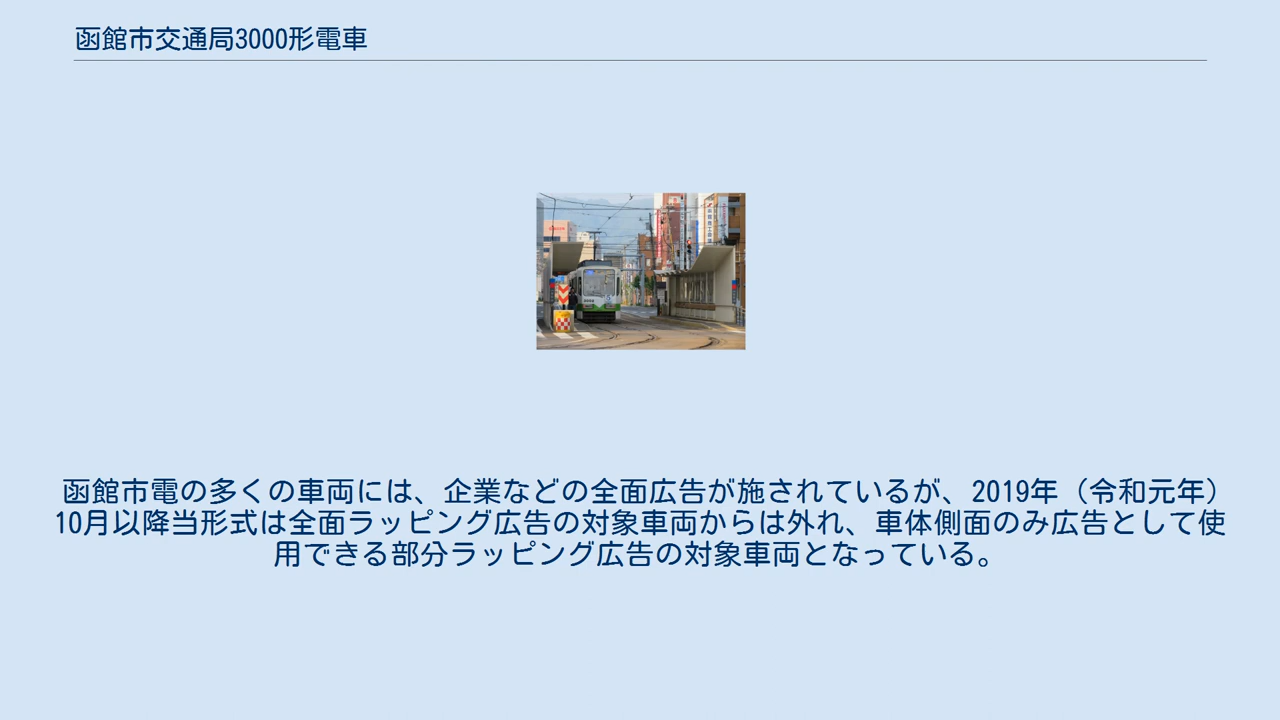 函館市交通局3000形電車
函館市電の多くの車両には、企業などの全面広告が施されているが、2019年（令和元年）
10月以降当形式は全面ラッピング広告の対象車両からは外れ、車体側面のみ広告として使
用できる部分ラッピング広告の対象車両となっている。